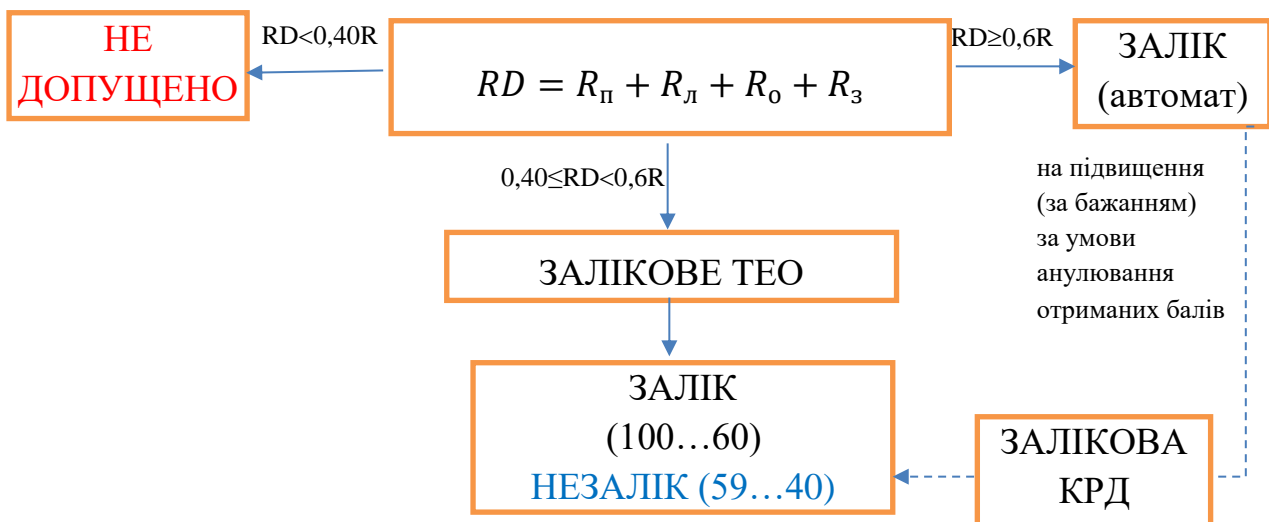 НЕ
ДОПУЩЕНО
RD<0,40R
RD = Rп + Rл + Rо + Rз
RD≥0,6R
ЗАЛІК
(автомат)
0,40≤RD<0,6R
на підвищення
(за бажанням)
за умови
анулювання
отриманих балів
ЗАЛІКОВЕ ТЕО
ЗАЛІК
(100…60)
НЕЗАЛІК (59…40)
ЗАЛІКОВА
КРД